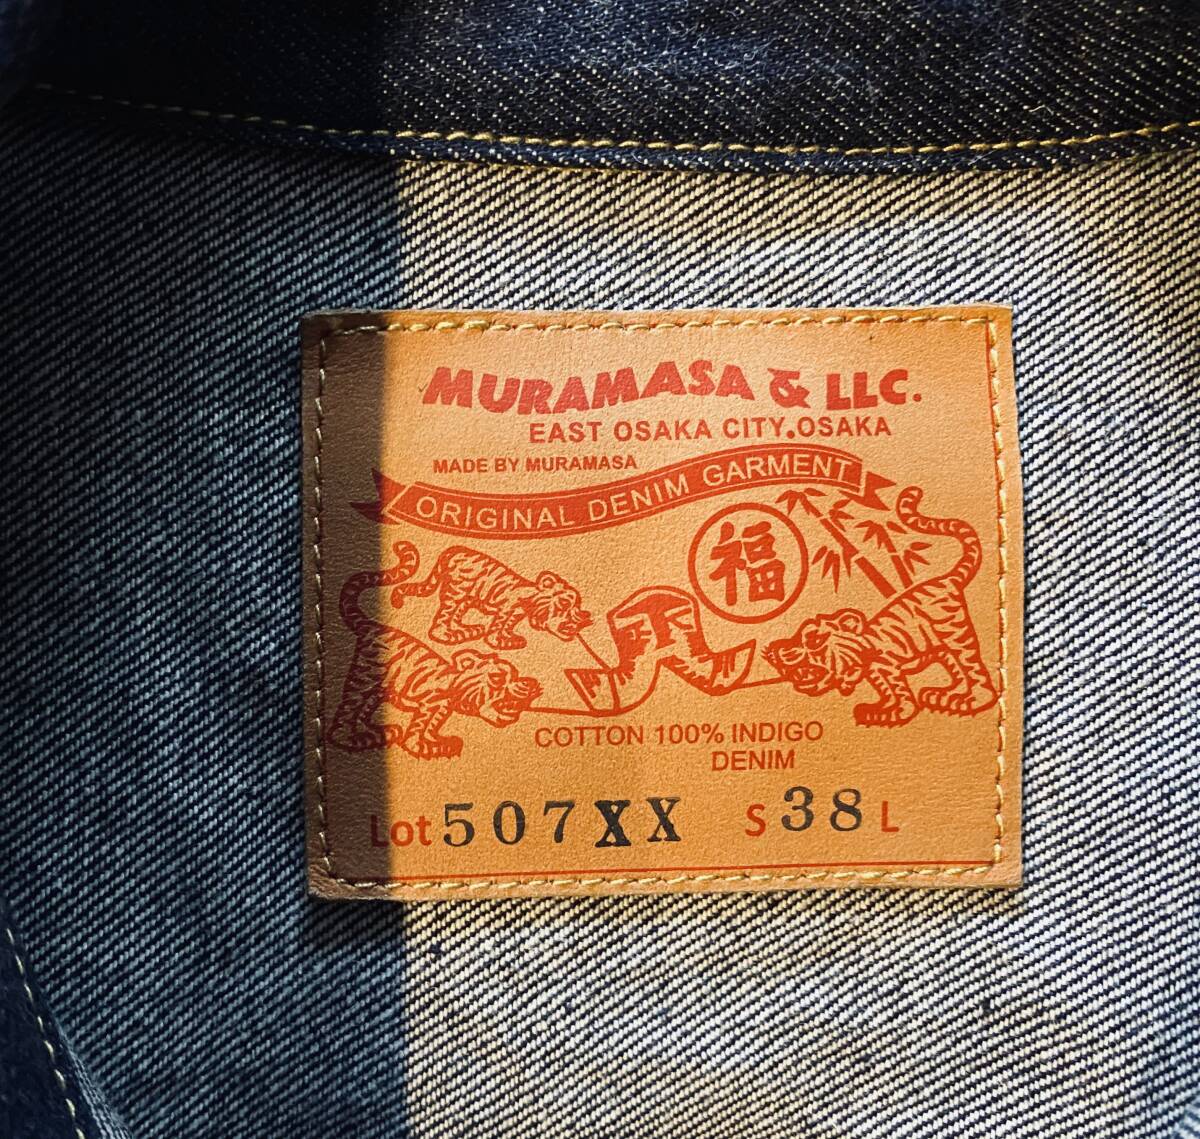 MURAMASA & LLC.
EAST OSAKA CITY.OSAKA
MADE BY MURAMASA
ORIGINAL DENIM GARMENT
福
COTTON 100% INDIGO
DENIM
Lot 507XX S 38 L